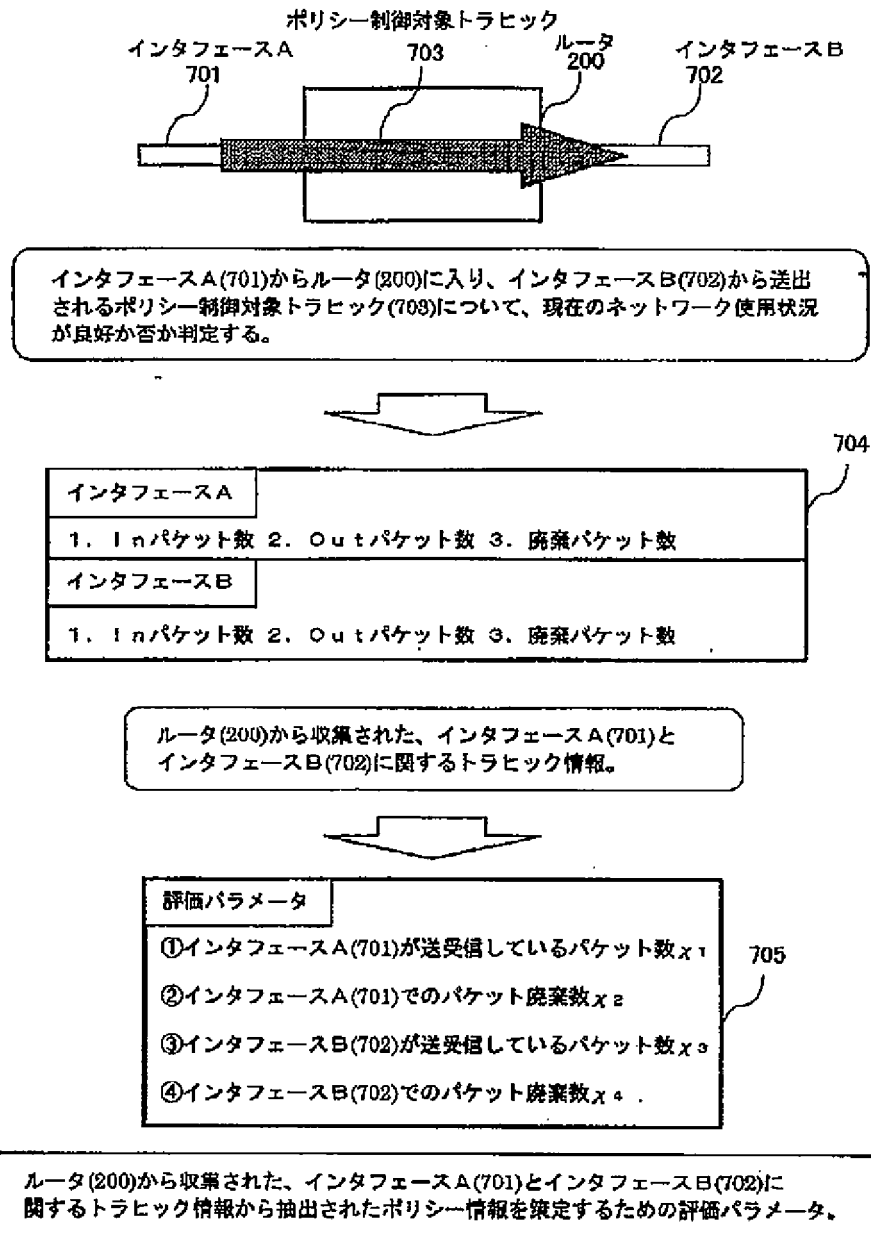 ポリシー制御対象トラヒック
インタフェースA
701
703
ルータ
200
インタフェースB
702
インタフェースA(701)からルータ(200)に入り、インタフェースB(702)から送出
されるポリシー制御対象トラヒック(703)について、現在のネットワーク使用状況
が良好か否か判定する。
704
インタフェースA
1. Inパケット数 2. Outパケット数 3. 廃棄パケット数
インタフェースB
1. Inパケット数 2. Outパケット数 3. 廃棄パケット数
ルータ(200)から収集された、インタフェースA(701)と
インタフェースB(702)に関するトラヒック情報。
評価パラメータ
①インタフェースA(701)が送受信しているパケット数χ1
②インタフェースA(701)でのパケット廃棄数χ2
③インタフェースB(702)が送受信しているパケット数χ3
④インタフェースB(702)でのパケット廃棄数χ4
705
ルータ(200)から収集された、インタフェースA(701)とインタフェースB(702)に
関するトラヒック情報から抽出されたポリシー情報を策定するための評価パラメータ。